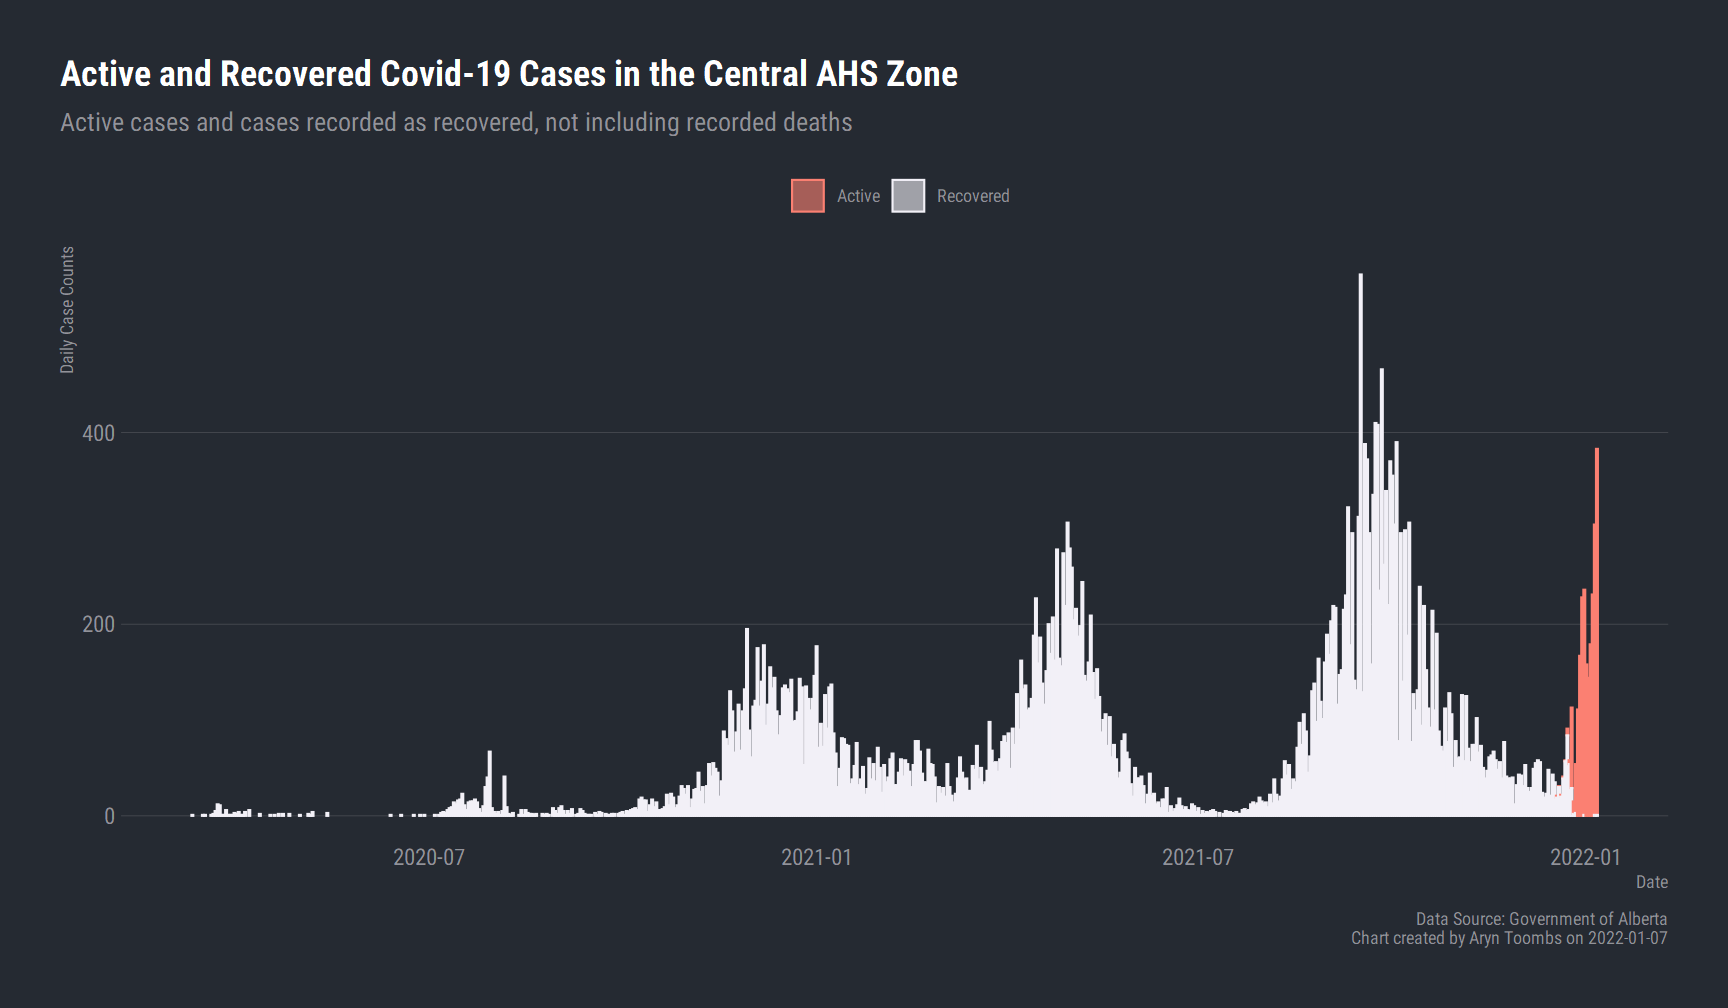 Active and Recovered Covid-19 Cases in the Central AHS Zone
Active cases and cases recorded as recovered, not including recorded deaths
Active
Recovered
Daily Case Counts
400
200
0
2020-07
2021-01
2021-07
2022-01
Date
Data Source: Government of Alberta
Chart created by Aryn Toombs on 2022-01-07